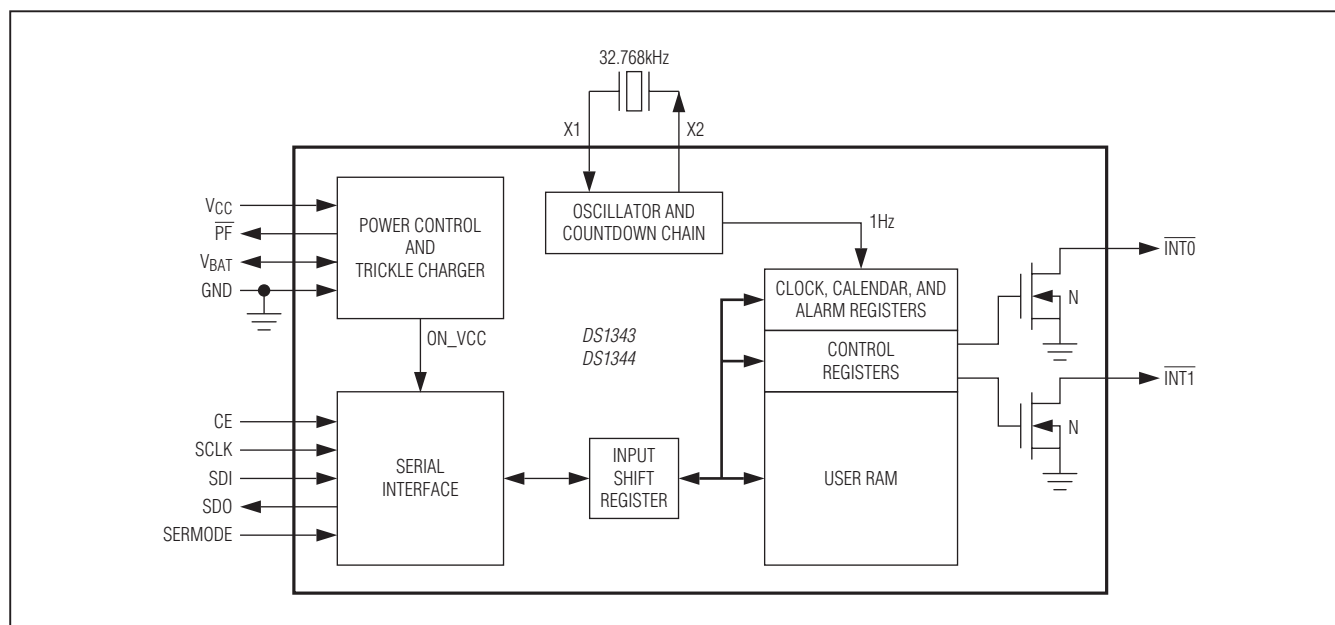 32.768kHz
X1
X2
VCC
PF
VBAT
GND
POWER CONTROL
AND
TRICKLE CHARGER
OSCILLATOR AND
COUNTDOWN CHAIN
1Hz
CLOCK, CALENDAR, AND
ALARM REGISTERS
CONTROL
REGISTERS
USER RAM
N
INT0
N
INT1
ON_VCC
DS1343
DS1344
CE
SCLK
SDI
SDO
SERMODE
SERIAL
INTERFACE
INPUT
SHIFT
REGISTER